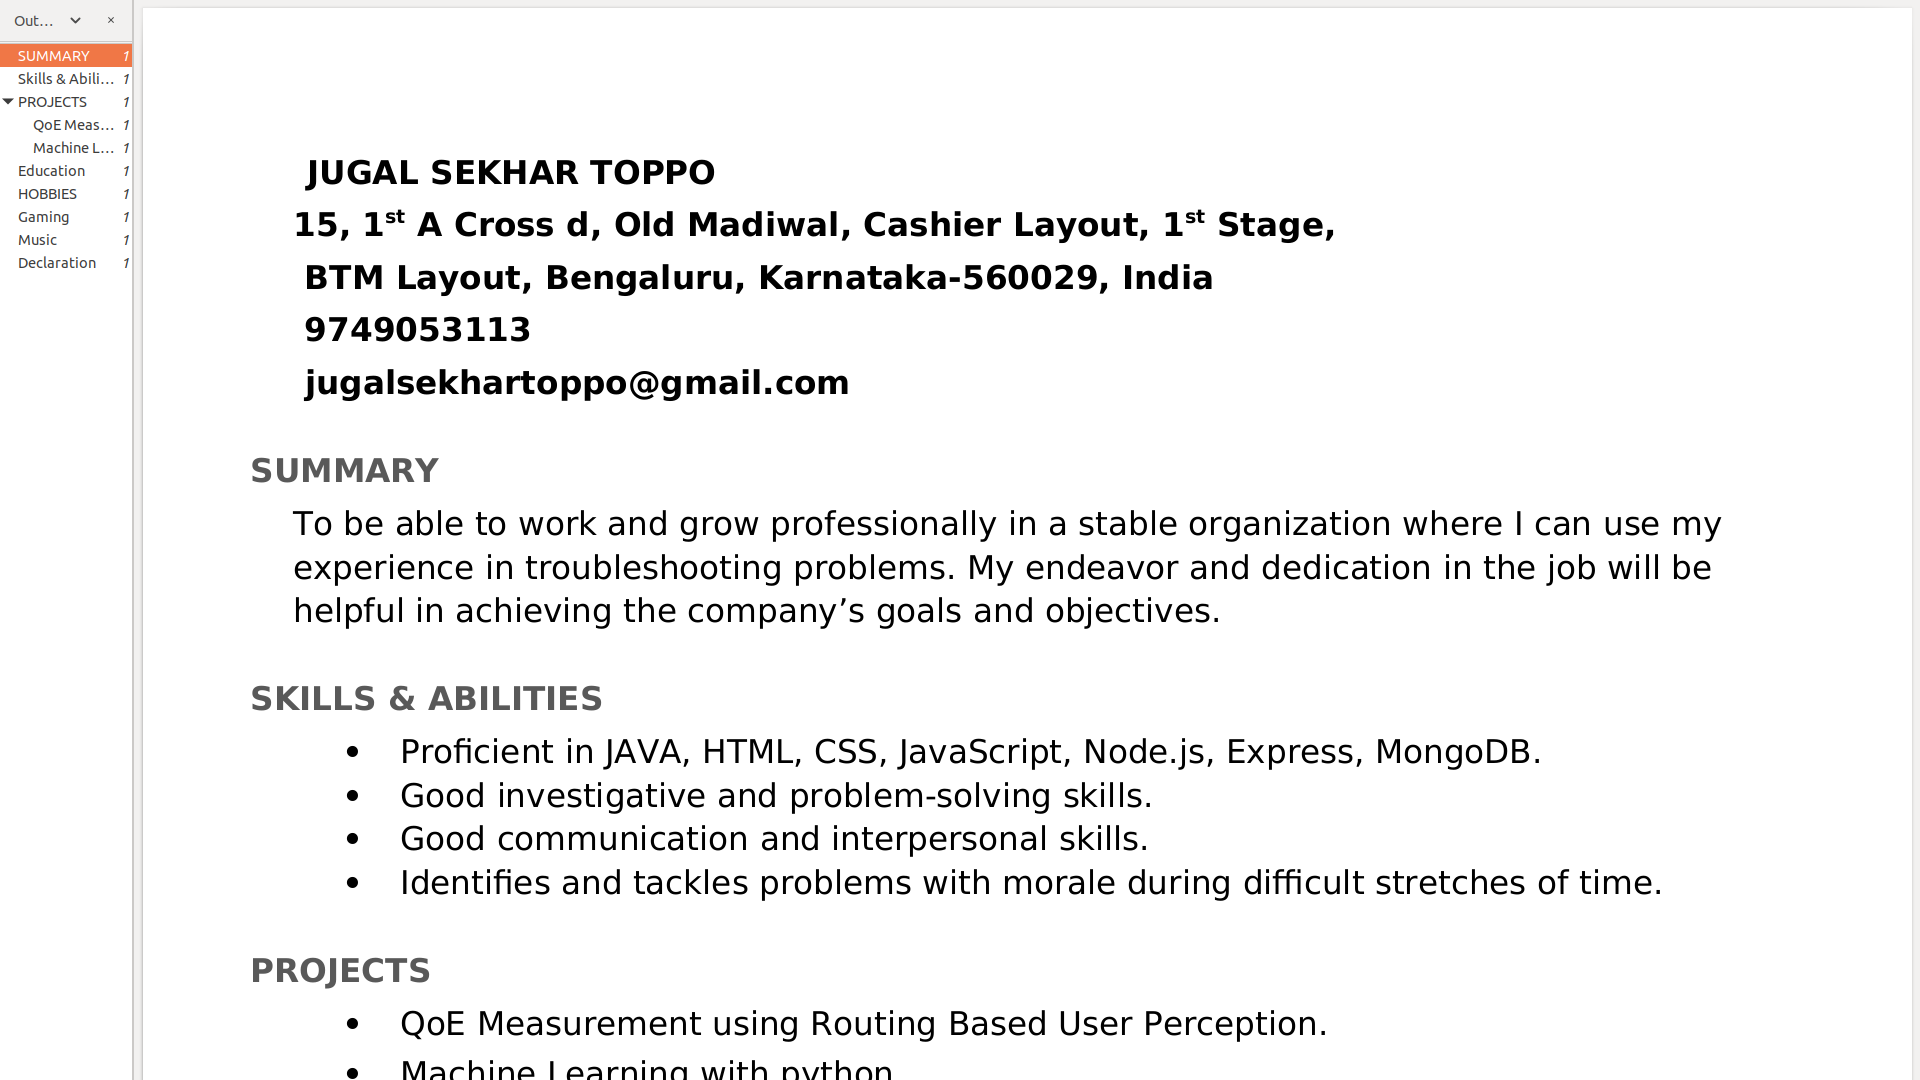 Out…
SUMMARY 1
Skills & Abili… 1
PROJECTS 1
QoE Meas… 1
Machine L… 1
Education 1
HOBBIES 1
Gaming 1
Music 1
Declaration 1
JUGAL SEKHAR TOPPO
15, 1st A Cross d, Old Madiwal, Cashier Layout, 1st Stage,
BTM Layout, Bengaluru, Karnataka-560029, India
9749053113
jugalsekhartoppo@gmail.com
SUMMARY
To be able to work and grow professionally in a stable organization where I can use my
experience in troubleshooting problems. My endeavor and dedication in the job will be
helpful in achieving the company’s goals and objectives.
SKILLS & ABILITIES
• Proficient in JAVA, HTML, CSS, JavaScript, Node.js, Express, MongoDB.
• Good investigative and problem-solving skills.
• Good communication and interpersonal skills.
• Identifies and tackles problems with morale during difficult stretches of time.
PROJECTS
• QoE Measurement using Routing Based User Perception.
• Machine Learning with python